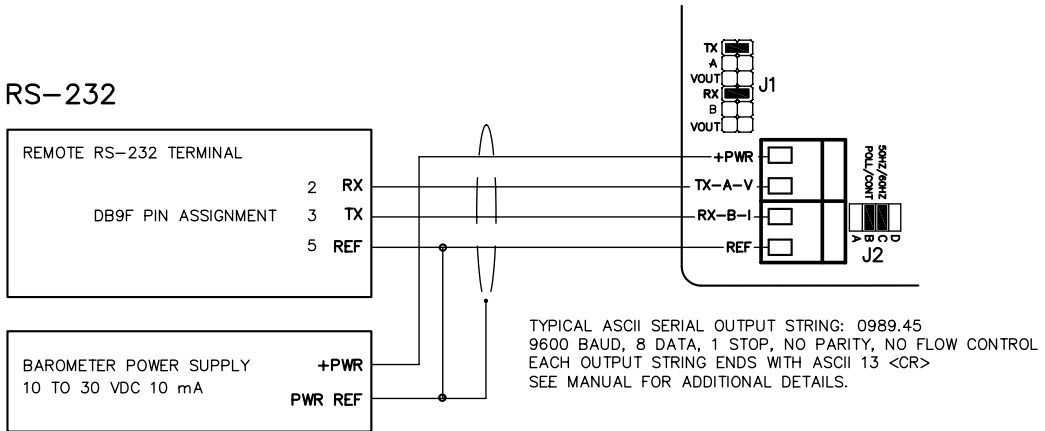 RS-232
REMOTE RS-232 TERMINAL
2 RX
DB9F PIN ASSIGNMENT 3 TX
5 REF
BAROMETER POWER SUPPLY
10 TO 30 VDC 10 mA
+PWR
PWR REF
TX
A
VOUT
RX
B
VOUT
J1
+PWR
TX-A-V
RX-B-I
REF
50HZ/60HZ
POLL/CONT
A
B
C
D
J2
TYPICAL ASCII SERIAL OUTPUT STRING: 0989.45
9600 BAUD, 8 DATA, 1 STOP, NO PARITY, NO FLOW CONTROL
EACH OUTPUT STRING ENDS WITH ASCII 13 <CR>
SEE MANUAL FOR ADDITIONAL DETAILS.